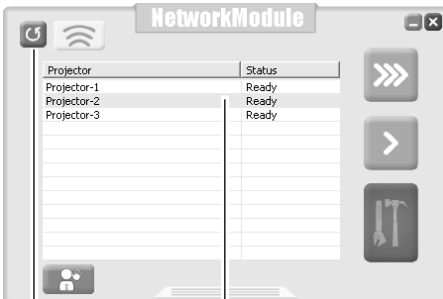 NetworkModule
Projector Status
Projector-1 Ready
Projector-2 Ready
Projector-3 Ready